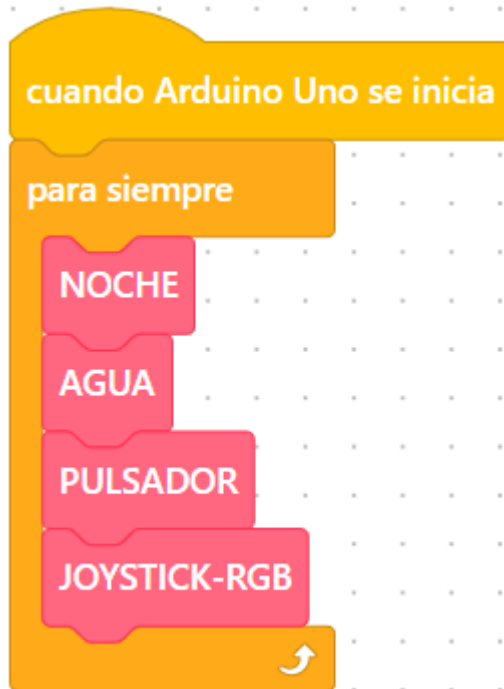 cuando Arduino Uno se inicia
para siempre
NOCHE
AGUA
PULSADOR
JOYSTICK-RGB